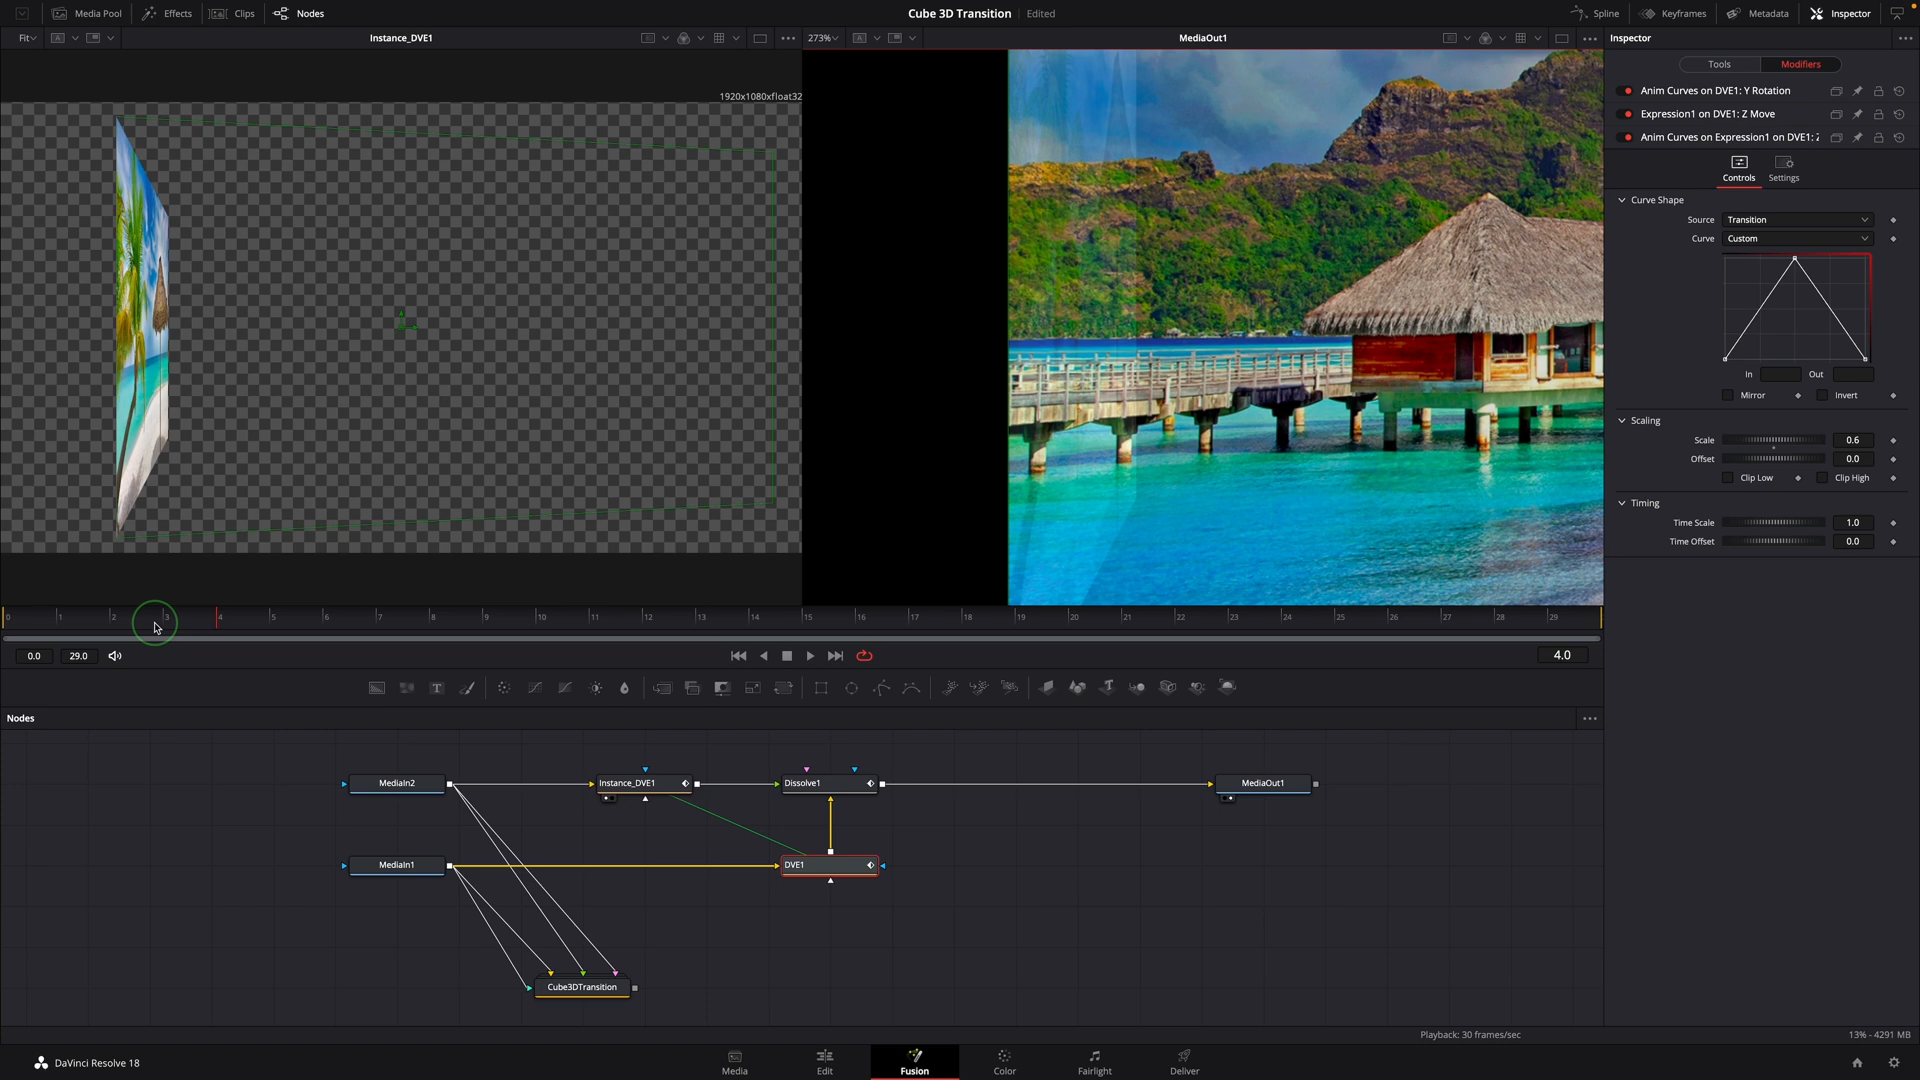 Media Pool
Effects
Clips
Nodes
Cube 3D Transition
Edited
Spline
Keyframes
Metadata
Inspector
Fit
Instance_DVE1
273%
MediaOut1
Inspector
1920x1080xfloat32
Tools
Modifiers
Anim Curves on DVE1: Y Rotation
Expression1 on DVE1: Z Move
Anim Curves on Expression1 on DVE1: Z
Controls
Settings
Curve Shape
Source
Transition
Curve
Custom
In
Out
Mirror
Invert
Scaling
Scale
0.6
Offset
0.0
Clip Low
Clip High
Timing
Time Scale
1.0
Time Offset
0.0
0 1 2 3 4 5 6 7 8 9 10 11 12 13 14 15 16 17 18 19 20 21 22 23 24 25 26 27 28 29
0.0
29.0
4.0
Nodes
MediaIn2
Instance_DVE1
Dissolve1
MediaOut1
MediaIn1
DVE1
Cube3DTransition
Playback: 30 frames/sec
13% - 4291 MB
DaVinci Resolve 18
Media
Edit
Fusion
Color
Fairlight
Deliver